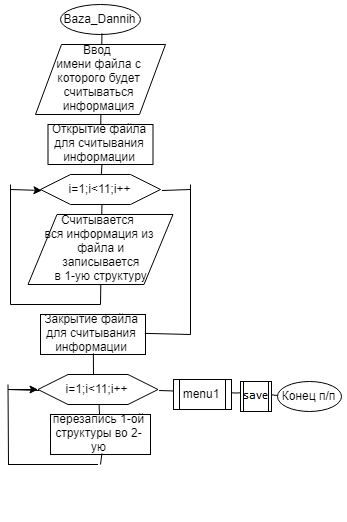 Baza_Dannih
Ввод
имени файла с
которого будет
считываться
информация
Открытие файла
для считывания
информации
i=1;i<11;i++
Считывается
вся информация из
файла и
записывается
в 1-ую структуру
Закрытие файла
для считывания
информации
i=1;i<11;i++
menu1
save
Конец п/п
перезапись 1-ой
структуры во 2-
ую